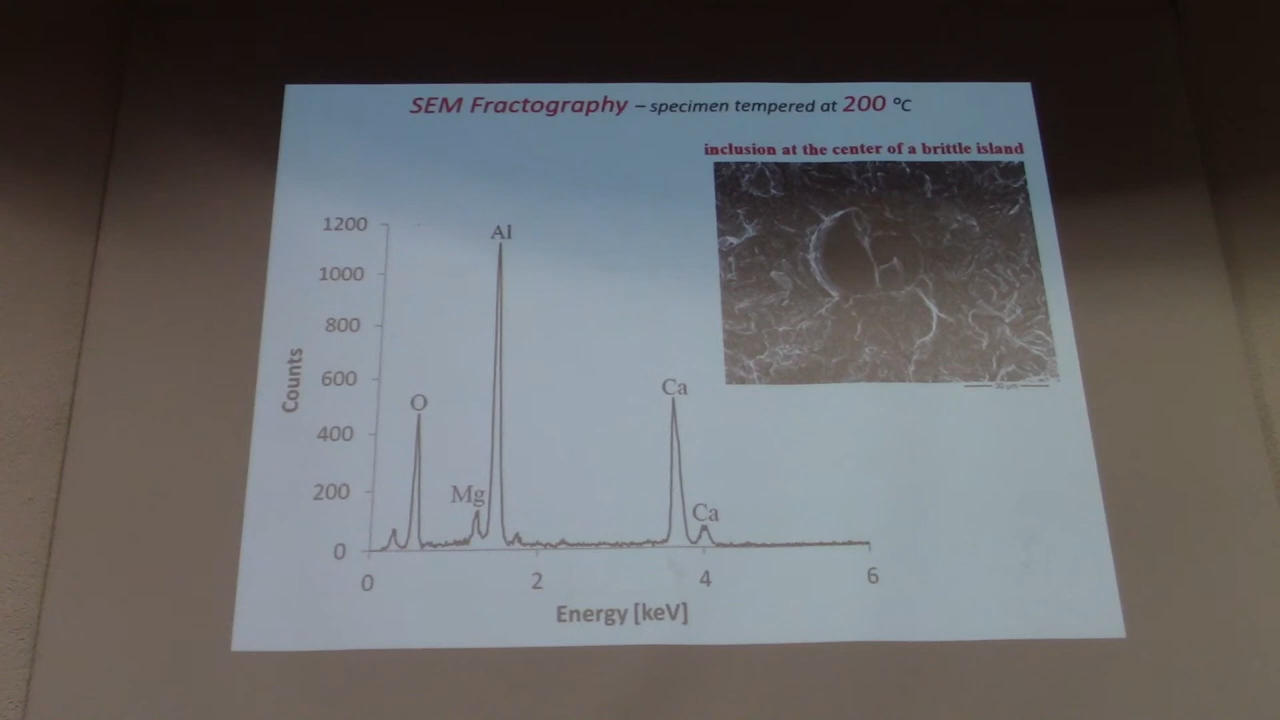 SEM Fractography – specimen tempered at 200 °C
inclusion at the center of a brittle island
1200
1000
800
600
400
200
0
Counts
Al
O
Mg
Ca
Ca
0 2 4 6
Energy [keV]